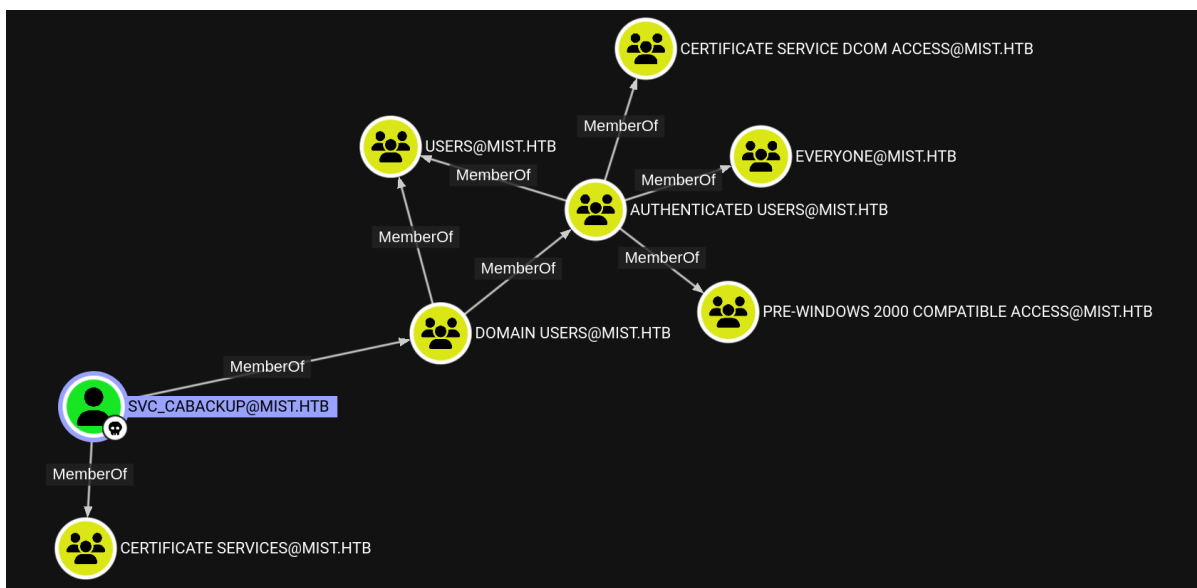 CERTIFICATE SERVICE DCOM ACCESS@MIST.HTB
MemberOf
USERS@MIST.HTB
EVERYONE@MIST.HTB
MemberOf
MemberOf
AUTHENTICATED USERS@MIST.HTB
MemberOf
MemberOf
MemberOf
PRE-WINDOWS 2000 COMPATIBLE ACCESS@MIST.HTB
DOMAIN USERS@MIST.HTB
MemberOf
SVC_CABACKUP@MIST.HTB
MemberOf
CERTIFICATE SERVICES@MIST.HTB